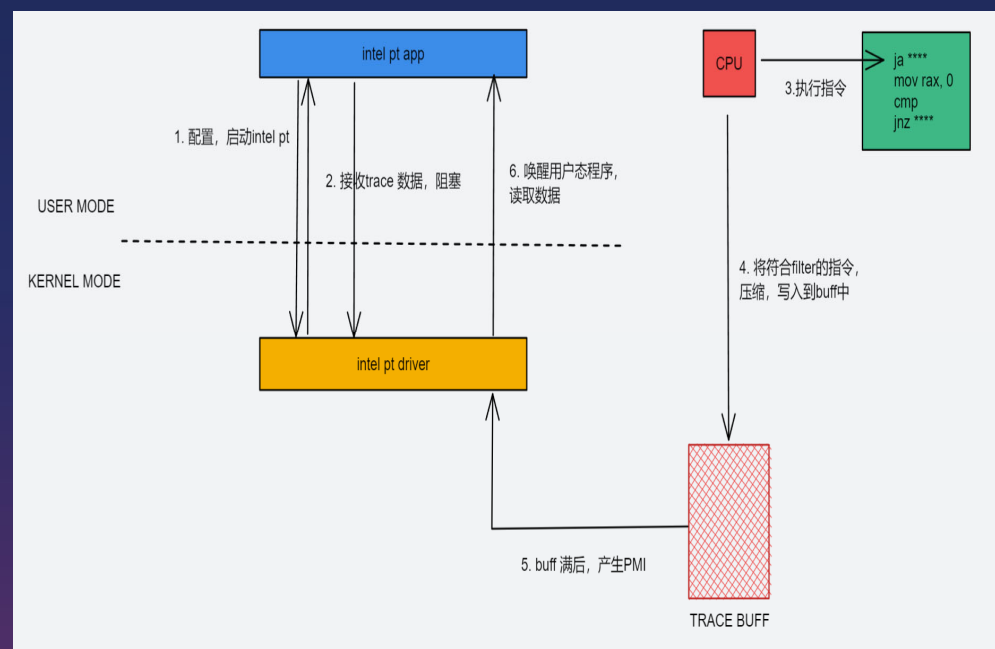 intel pt app
CPU
ja ****
mov rax, 0
cmp
jnz ****
3.执行指令
1. 配置，启动intel pt
2. 接收trace 数据，阻塞
6. 唤醒用户态程序，
读取数据
USER MODE
KERNEL MODE
4. 将符合filter的指令，
压缩，写入到buff中
intel pt driver
5. buff 满后，产生PMI
TRACE BUFF